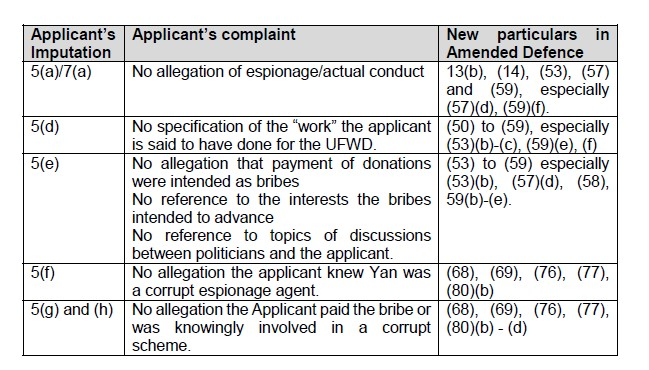 Applicant's Imputation | Applicant's complaint | New particulars in Amended Defence
5(a)/7(a) | No allegation of espionage/actual conduct | 13(b), (14), (53), (57)
and (59), especially
(57)(d), (59)(f).
5(d) | No specification of the “work” the applicant | (50) to (59), especially
is said to have done for the UFWD. | (53)(b)-(c), (59)(e), (f)
5(e) | No allegation that payment of donations | (53) to (59) especially
were intended as bribes | (53)(b), (57)(d), (58),
No reference to the interests the bribes | 59(b)-(e).
intended to advance
No reference to topics of discussions
between politicians and the applicant.
5(f) | No allegation the applicant knew Yan was | (68), (69), (76), (77),
a corrupt espionage agent. | (80)(b)
5(g) and (h) | No allegation the Applicant paid the bribe or | (68), (69), (76), (77),
was knowingly involved in a corrupt | (80)(b) - (d)
scheme.